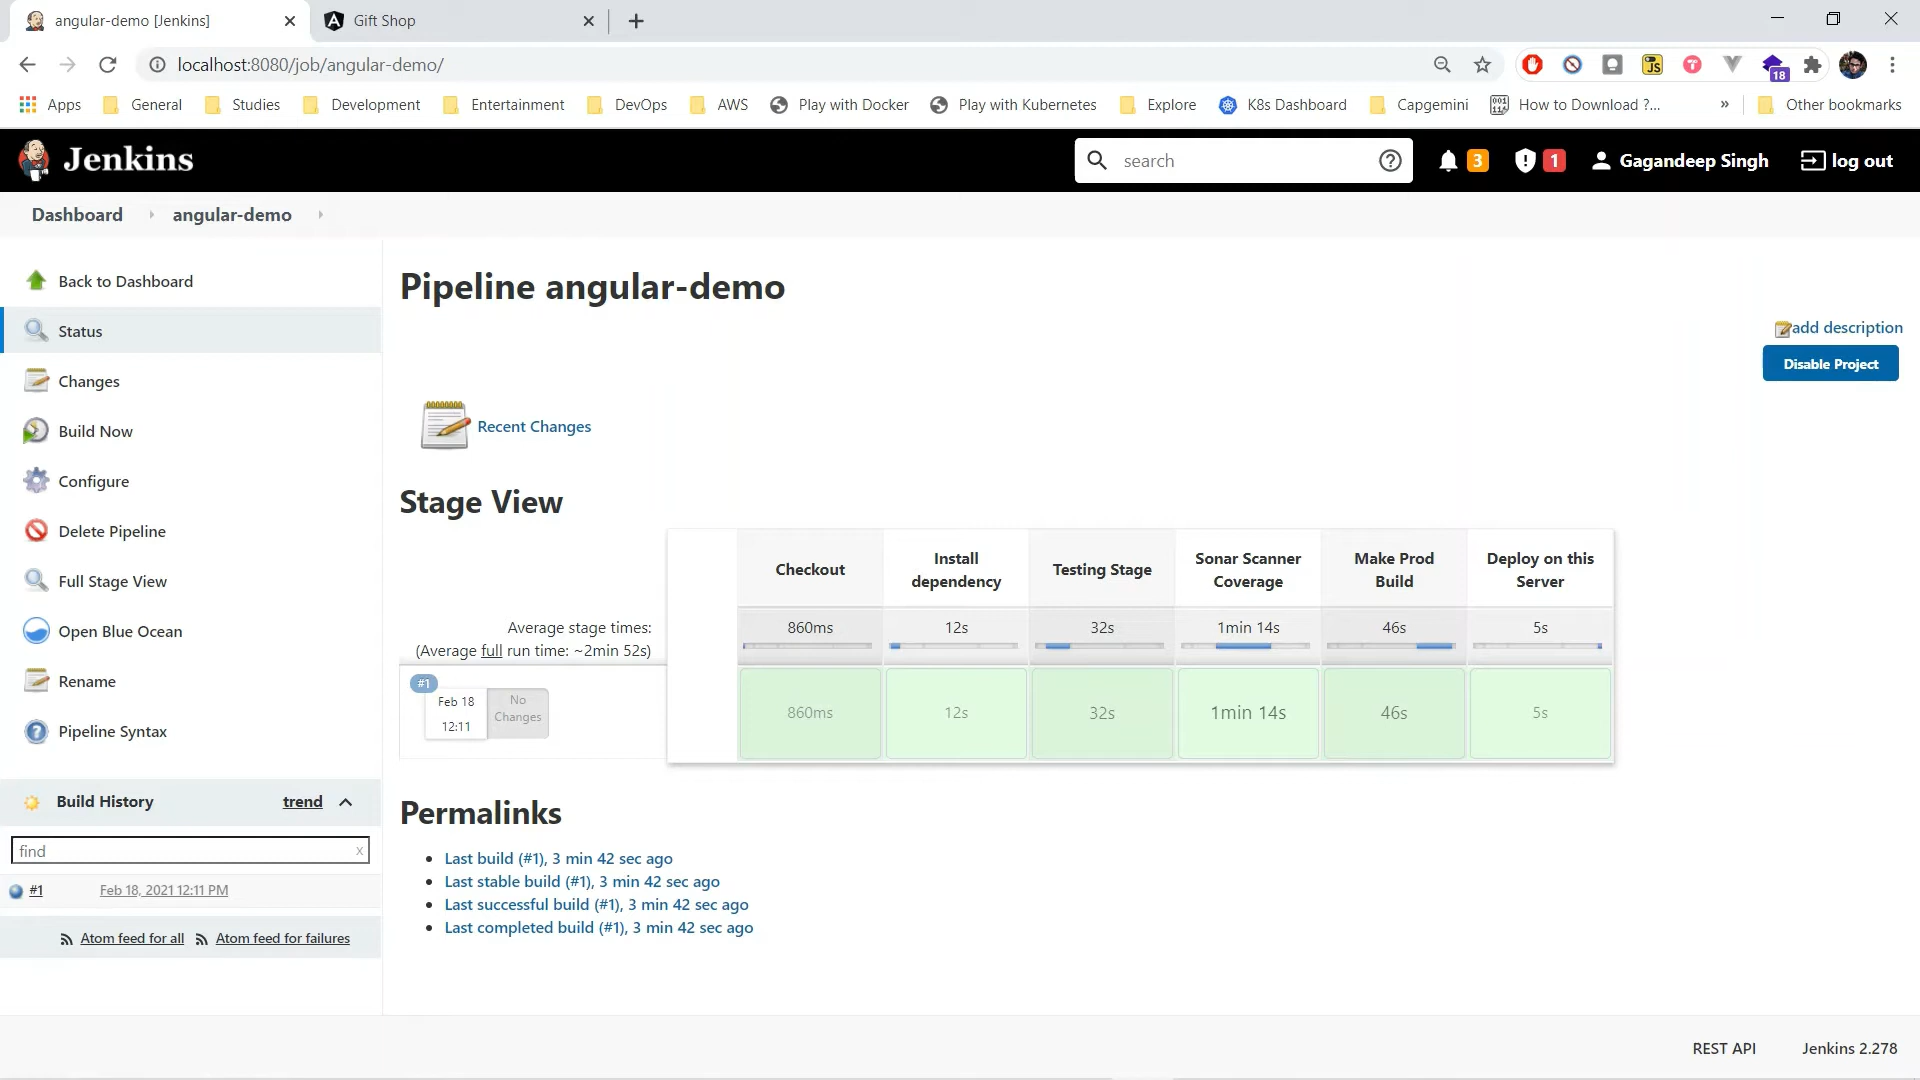 angular-demo [Jenkins]
Gift Shop
localhost:8080/job/angular-demo/
JS
18
Apps
General
Studies
Development
Entertainment
DevOps
AWS
Play with Docker
Play with Kubernetes
Explore
K8s Dashboard
Capgemini
How to Download ?...
»
Other bookmarks
Jenkins
search
3
1
Gagandeep Singh
log out
Dashboard
angular-demo
Back to Dashboard
Status
Changes
Build Now
Configure
Delete Pipeline
Full Stage View
Open Blue Ocean
Rename
Pipeline Syntax
Build History
trend
find
x
#1
Feb 18, 2021 12:11 PM
Atom feed for all
Atom feed for failures
Pipeline angular-demo
add description
Disable Project
Recent Changes
Stage View
Checkout
Install
dependency
Testing Stage
Sonar Scanner
Coverage
Make Prod
Build
Deploy on this
Server
Average stage times:
(Average full run time: ~2min 52s)
860ms
12s
32s
1min 14s
46s
5s
#1
Feb 18
12:11
No
Changes
860ms
12s
32s
1min 14s
46s
5s
Permalinks
Last build (#1), 3 min 42 sec ago
Last stable build (#1), 3 min 42 sec ago
Last successful build (#1), 3 min 42 sec ago
Last completed build (#1), 3 min 42 sec ago
REST API
Jenkins 2.278